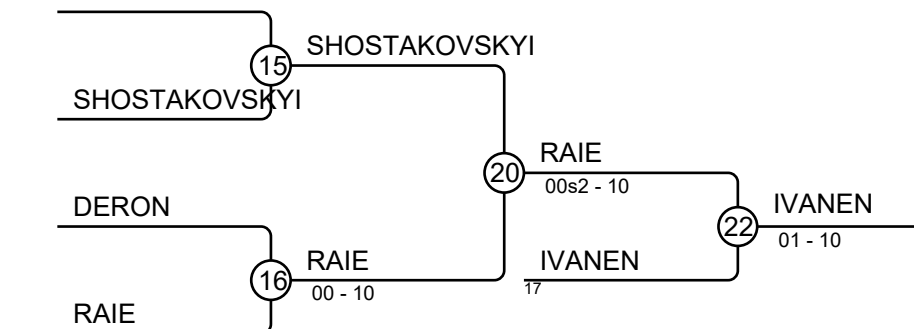 15
SHOSTAKOVSKYI
SHOSTAKOVSKYI
20
RAIE
00s2 - 10
DERON
22
IVANEN
01 - 10
16
RAIE
00 - 10
IVANEN
17
RAIE